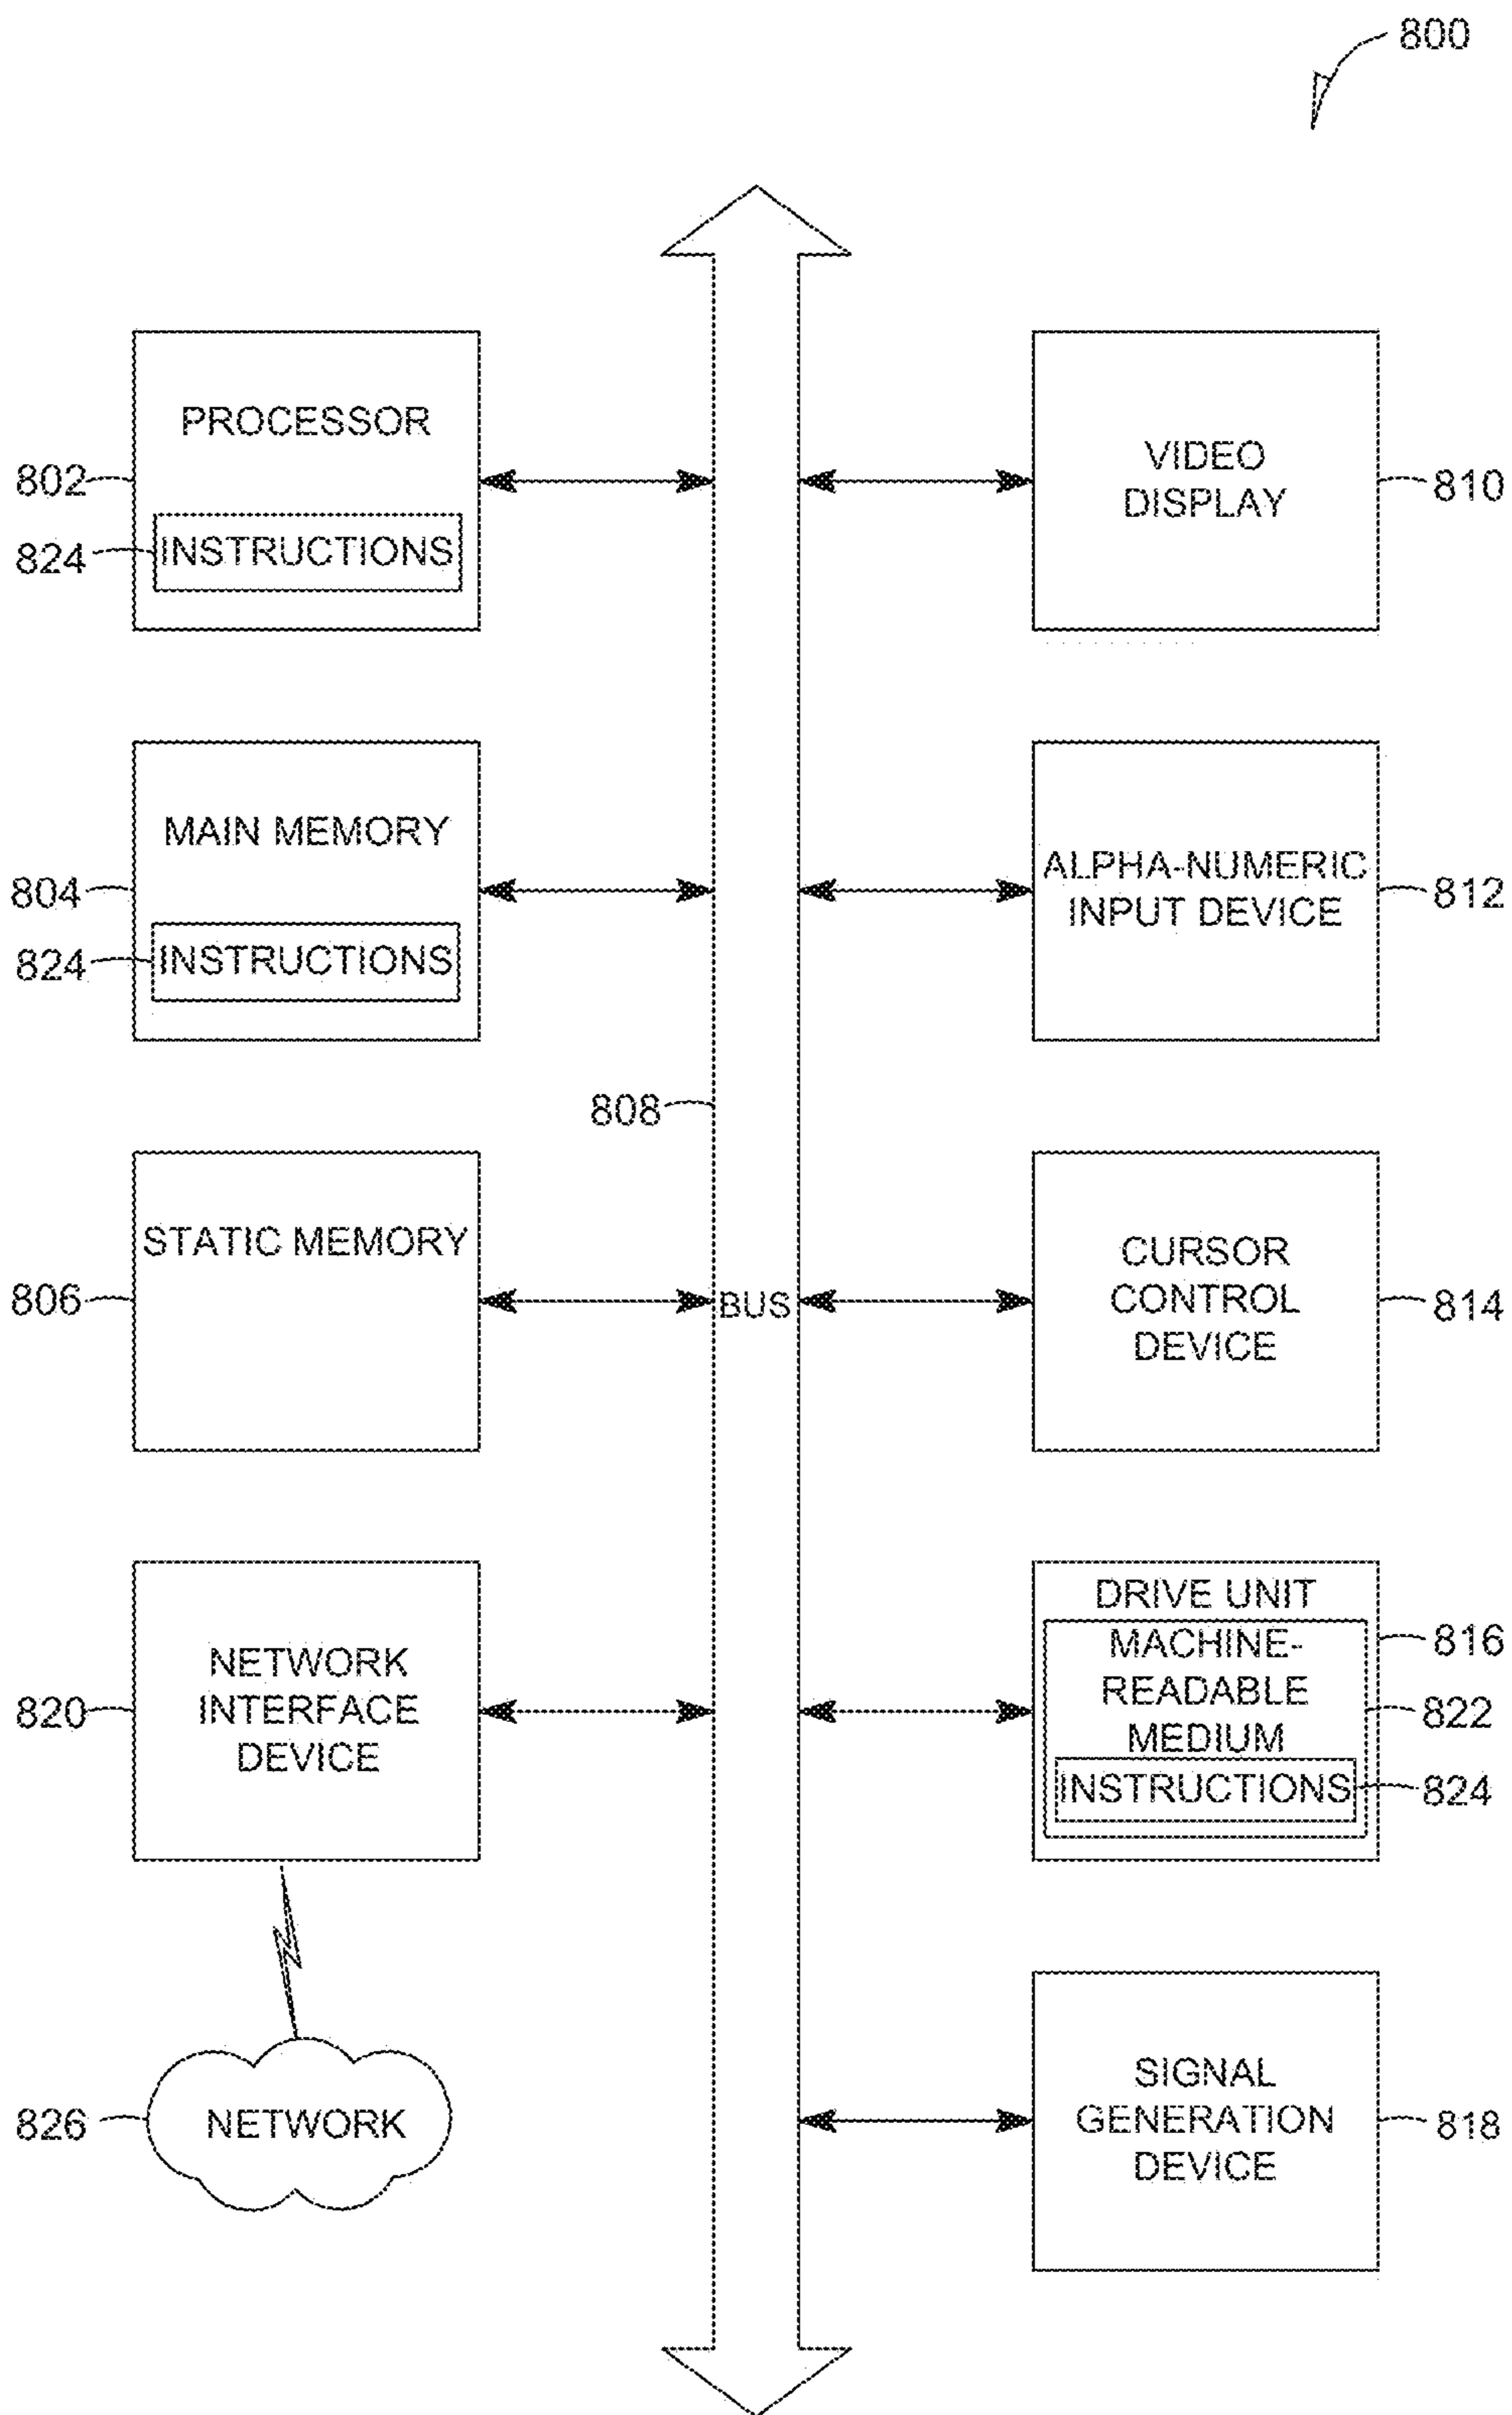 800
PROCESSOR
802
824
INSTRUCTIONS
VIDEO
DISPLAY
810
MAIN MEMORY
804
824
INSTRUCTIONS
ALPHA-NUMERIC
INPUT DEVICE
812
808
STATIC MEMORY
806
BUS
CURSOR
CONTROL
DEVICE
814
NETWORK
INTERFACE
DEVICE
820
DRIVE UNIT
816
MACHINE-
READABLE
MEDIUM
822
INSTRUCTIONS
824
826
NETWORK
SIGNAL
GENERATION
DEVICE
818